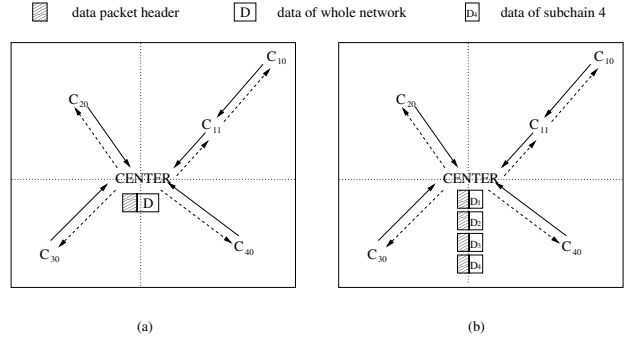 data packet header D data of whole network D4 data of subchain 4
C10 C10
C20 C20
C11 C11
CENTER CENTER
D D1
D2
D3
C30 C40 C30 C40
D4
(a) (b)